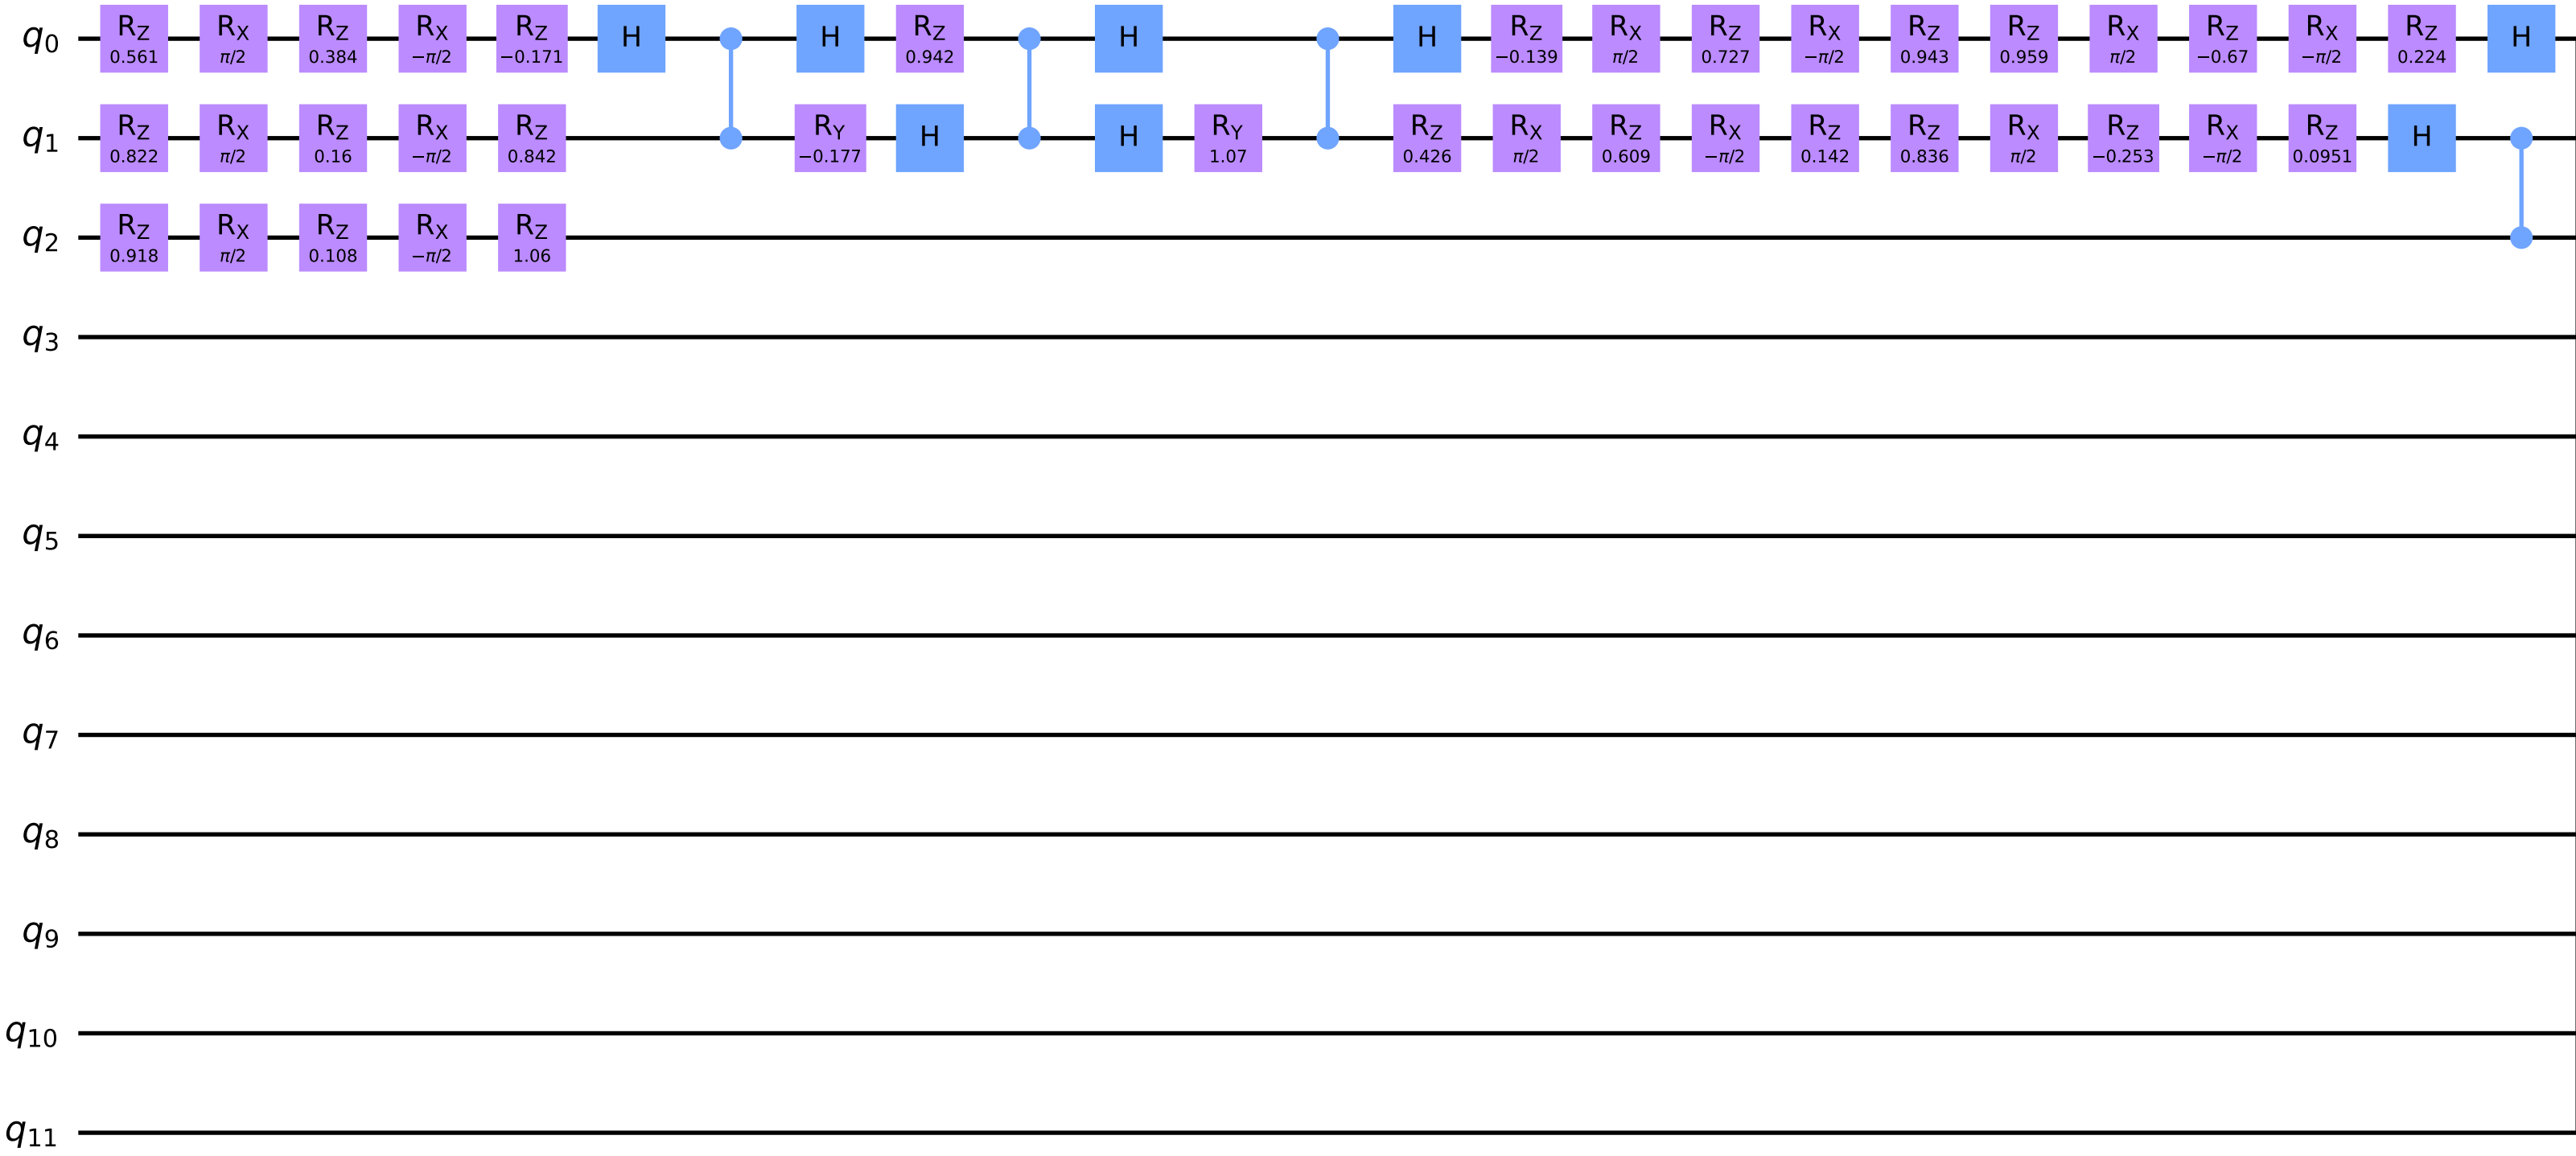 q0 RZ 0.561 RX π/2 RZ 0.384 RX −π/2 RZ −0.171 H H RZ 0.942 H H RZ −0.139 RX π/2 RZ 0.727 RX −π/2 RZ 0.943 RZ 0.959 RX π/2 RZ −0.67 RX −π/2 RZ 0.224 H
q1 RZ 0.822 RX π/2 RZ 0.16 RX −π/2 RZ 0.842 RY −0.177 H H RY 1.07 RZ 0.426 RX π/2 RZ 0.609 RX −π/2 RZ 0.142 RZ 0.836 RX π/2 RZ −0.253 RX −π/2 RZ 0.0951 H
q2 RZ 0.918 RX π/2 RZ 0.108 RX −π/2 RZ 1.06
q3
q4
q5
q6
q7
q8
q9
q10
q11